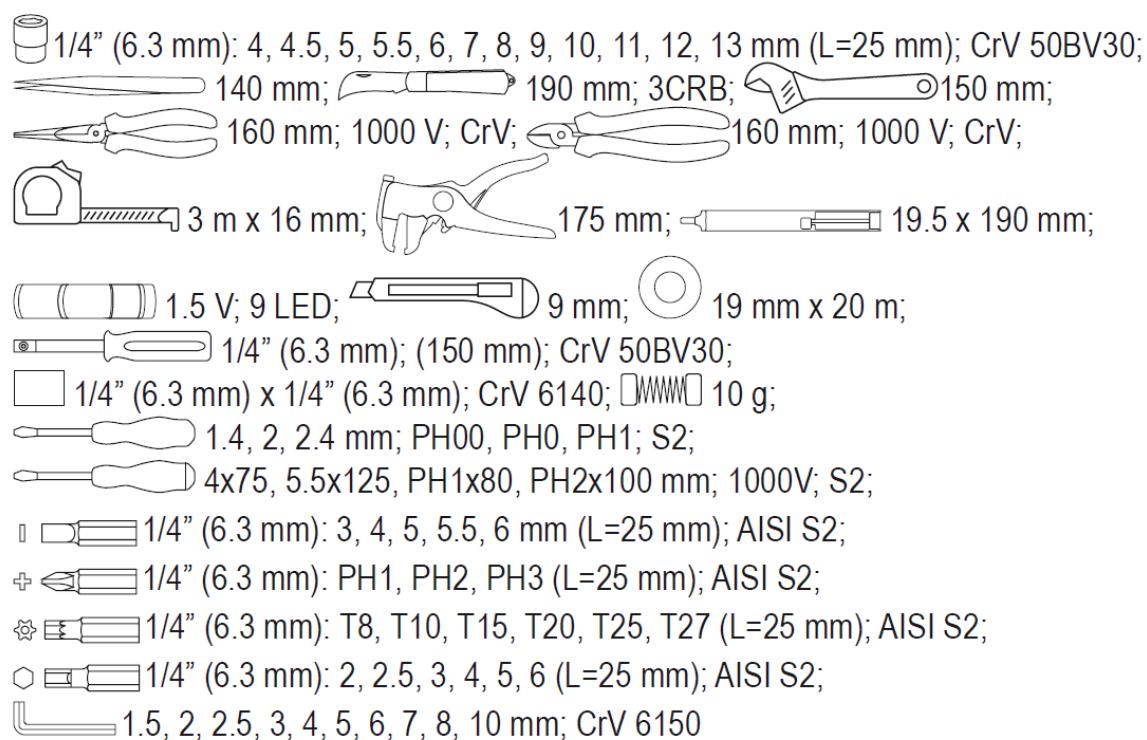 1/4” (6.3 mm): 4, 4.5, 5, 5.5, 6, 7, 8, 9, 10, 11, 12, 13 mm (L=25 mm); CrV 50BV30;
140 mm; 190 mm; 3CRB; 150 mm;
160 mm; 1000 V; CrV; 160 mm; 1000 V; CrV;
3 m x 16 mm; 175 mm; 19.5 x 190 mm;
1.5 V; 9 LED; 9 mm; 19 mm x 20 m;
1/4” (6.3 mm); (150 mm); CrV 50BV30;
1/4” (6.3 mm) x 1/4” (6.3 mm); CrV 6140; 10 g;
1.4, 2, 2.4 mm; PH00, PH0, PH1; S2;
4x75, 5.5x125, PH1x80, PH2x100 mm; 1000V; S2;
1/4” (6.3 mm): 3, 4, 5, 5.5, 6 mm (L=25 mm); AISI S2;
1/4” (6.3 mm): PH1, PH2, PH3 (L=25 mm); AISI S2;
1/4” (6.3 mm): T8, T10, T15, T20, T25, T27 (L=25 mm); AISI S2;
1/4” (6.3 mm): 2, 2.5, 3, 4, 5, 6 (L=25 mm); AISI S2;
1.5, 2, 2.5, 3, 4, 5, 6, 7, 8, 10 mm; CrV 6150